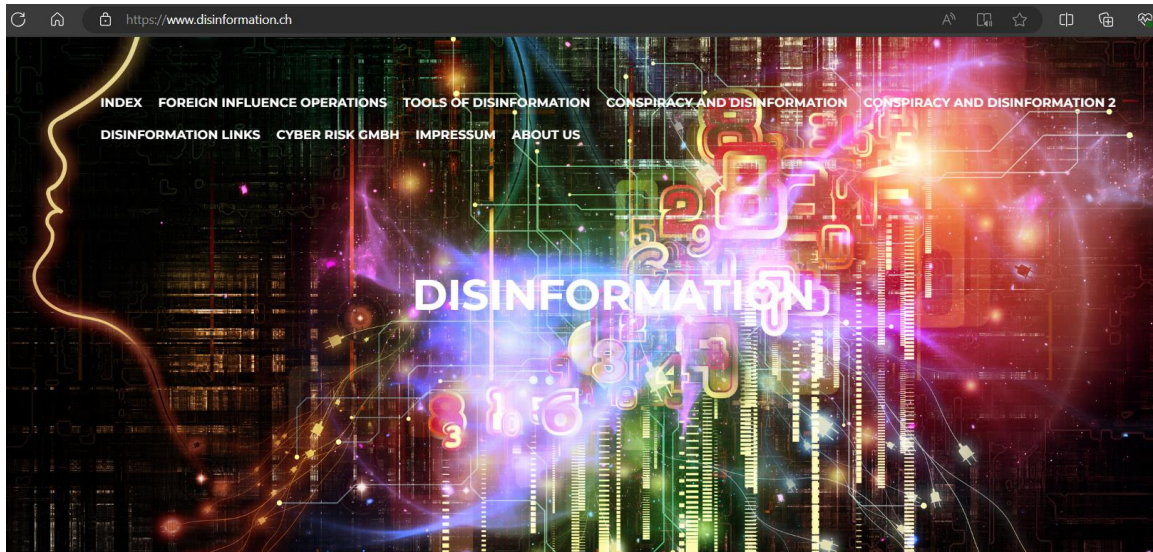 https://www.disinformation.ch
INDEX FOREIGN INFLUENCE OPERATIONS TOOLS OF DISINFORMATION CONSPIRACY AND DISINFORMATION CONSPIRACY AND DISINFORMATION 2
DISINFORMATION LINKS CYBER RISK GMBH IMPRESSUM ABOUT US
DISINFORMATION